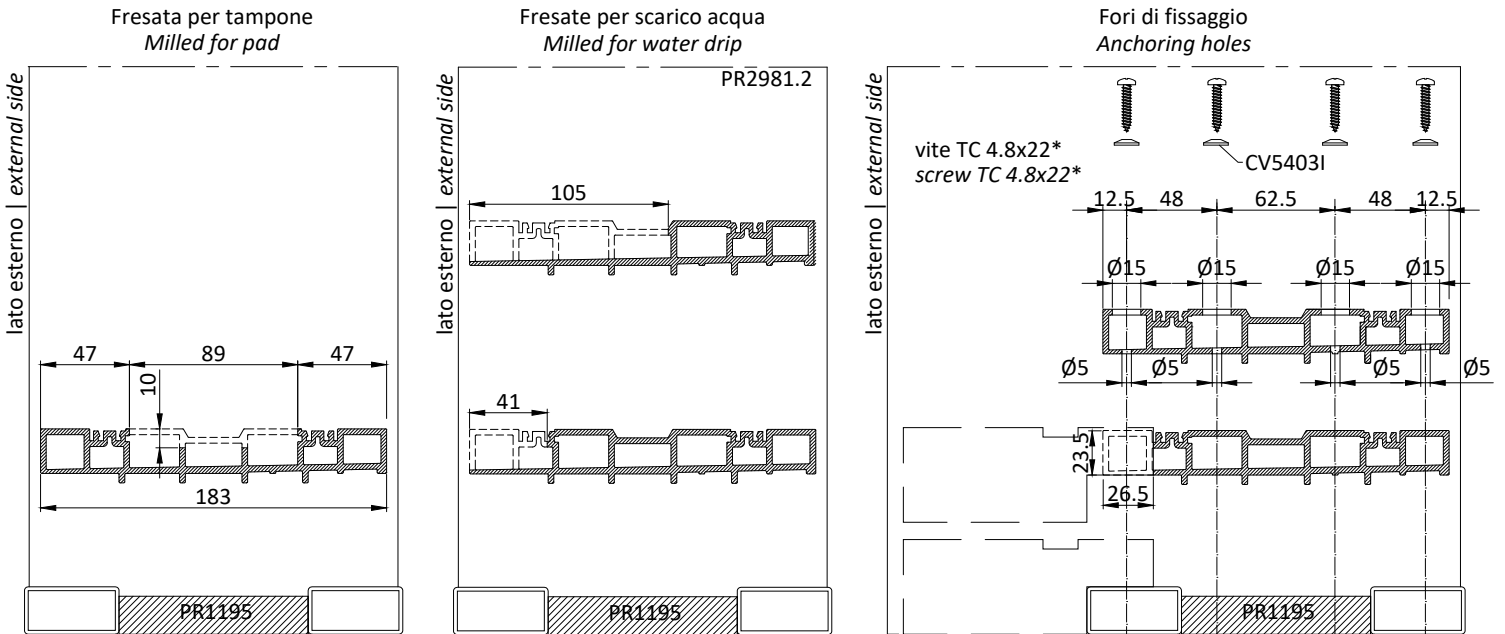 Fresata per tampone
Milled for pad
lato esterno | external side
47
89
47
10
183
PR1195
Fresate per scarico acqua
Milled for water drip
PR2981.2
lato esterno | external side
105
41
PR1195
Fori di fissaggio
Anchoring holes
lato esterno | external side
vite TC 4.8x22*
screw TC 4.8x22*
CV5403I
12.5 48 62.5 48 12.5
Ø15 Ø15 Ø15 Ø15
Ø5 Ø5 Ø5 Ø5
23.5
26.5
PR1195